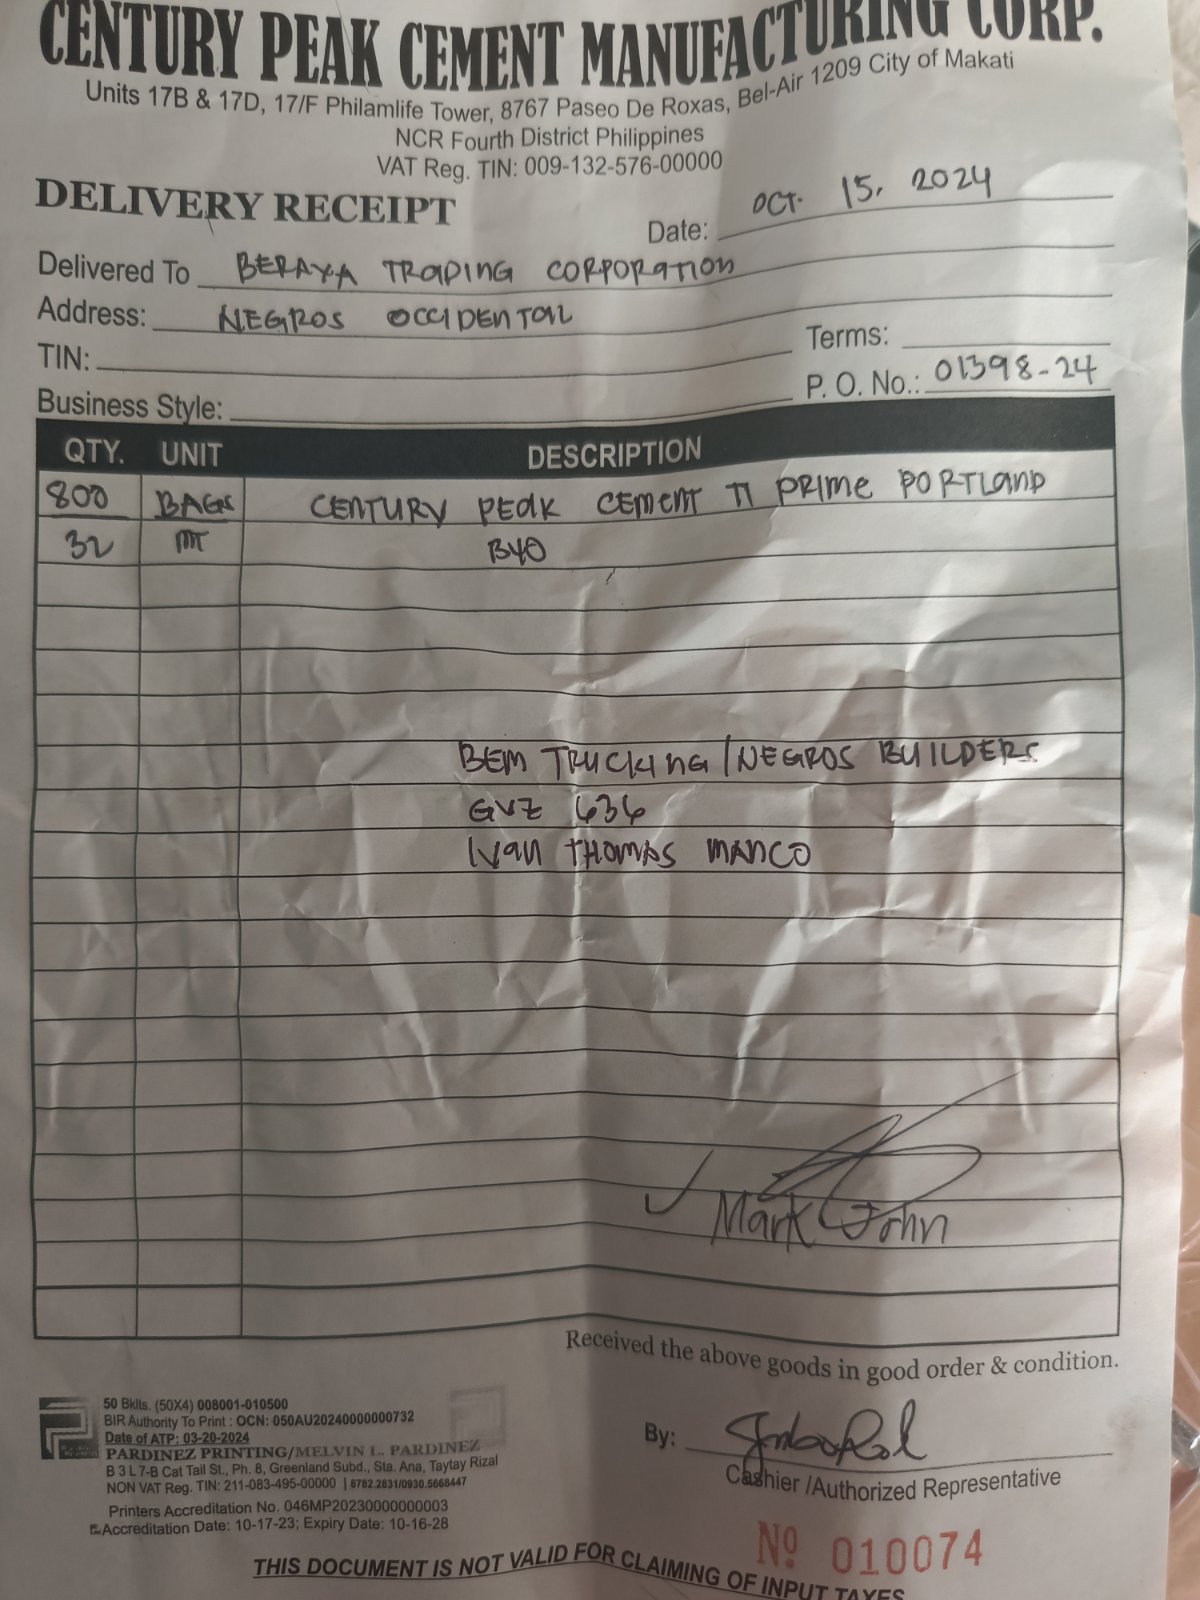 CENTURY PEAK CEMENT MANUFACTURING CORP.
Units 17B & 17D, 17/F Philamlife Tower, 8767 Paseo De Roxas, Bel-Air 1209 City of Makati
NCR Fourth District Philippines
VAT Reg. TIN: 009-132-576-00000
DELIVERY RECEIPT
Date: OCT. 15, 2024
Delivered To BERAYA TRADING CORPORATION
Address: NEGROS OCCIDENTAL
TIN:
Terms:
P. O. No.: 01398-24
Business Style:
QTY. UNIT DESCRIPTION
800 BAGS CENTURY PEAK CEMENT T1 PRIME PORTLAND
32 MT B40
BEM TRUCKING / NEGROS BUILDERS
GVZ 636
IVAN THOMAS MANCO
Mark John
Received the above goods in good order & condition.
50 Bklts. (50X4) 008001-010500
BIR Authority To Print : OCN: 050AU20240000000732
Date of ATP: 03-20-2024
PARDINEZ PRINTING/MELVIN L. PARDINEZ
B 3 L 7-B Cat Tail St., Ph. 8, Greenland Subd., Sta. Ana, Taytay Rizal
NON VAT Reg. TIN: 211-083-495-00000 | 8782.2831/0930.5668447
Printers Accreditation No. 046MP20230000000003
Accreditation Date: 10-17-23; Expiry Date: 10-16-28
By:
Cashier /Authorized Representative
Nº 010074
THIS DOCUMENT IS NOT VALID FOR CLAIMING OF INPUT TAXES